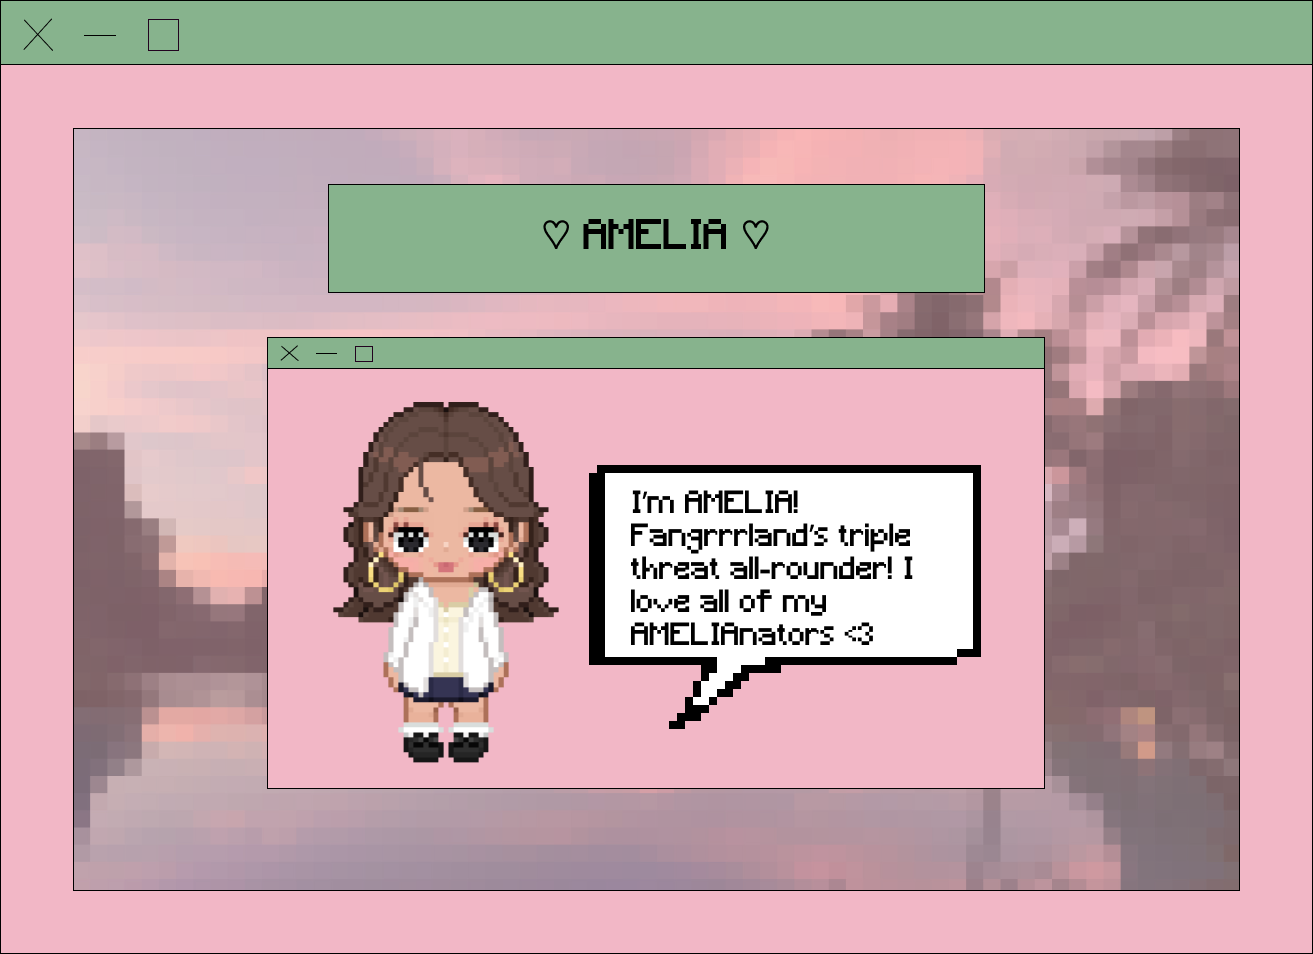 ♡ AMELIA ♡
I'm AMELIA!
Fangrrrland's triple
threat all-rounder! I
love all of my
AMELIAnators <3